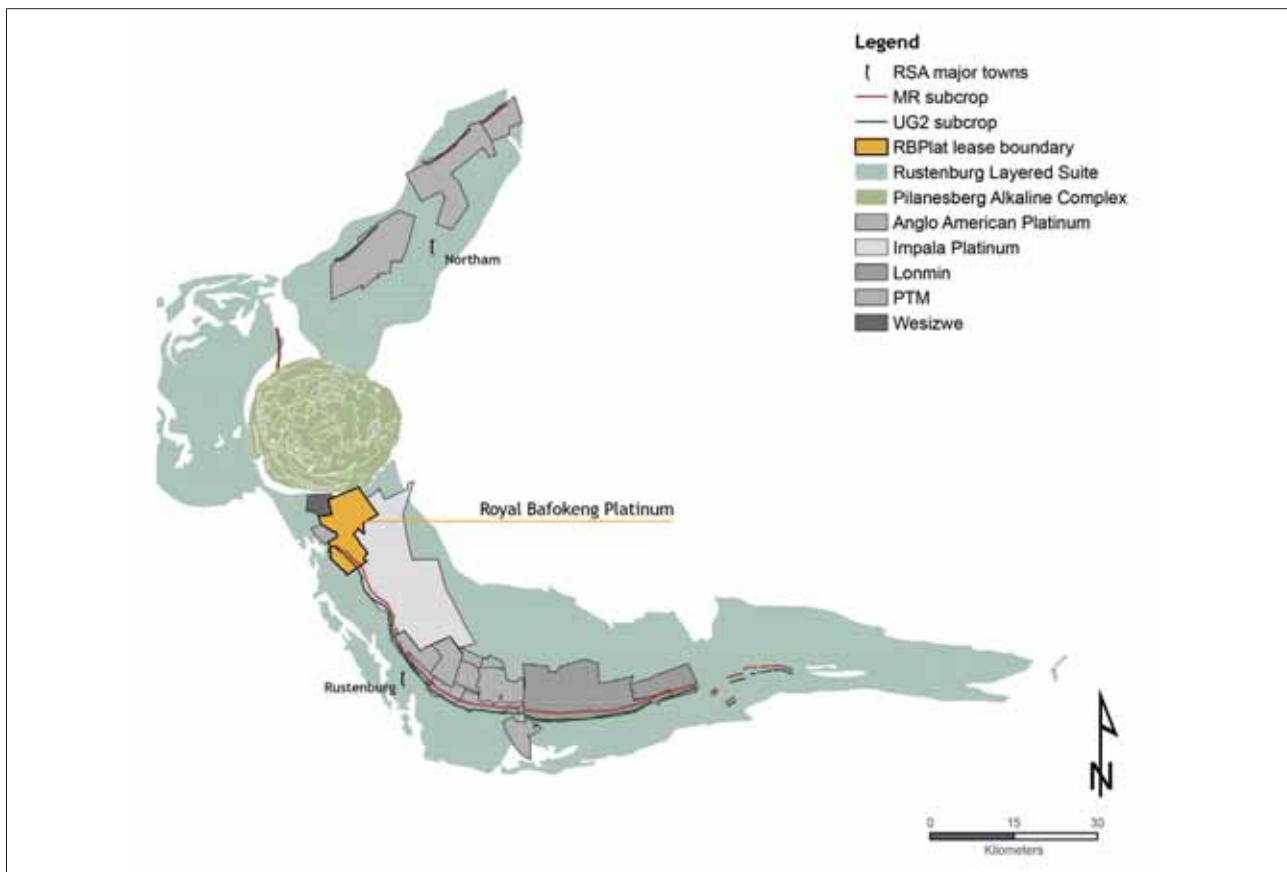 Legend
RSA major towns
MR subcrop
UG2 subcrop
RBPlat lease boundary
Rustenburg Layered Suite
Pilanesberg Alkaline Complex
Anglo American Platinum
Impala Platinum
Lonmin
PTM
Wesizwe
Northam
Royal Bafokeng Platinum
Rustenburg
N
0 15 30
Kilometers